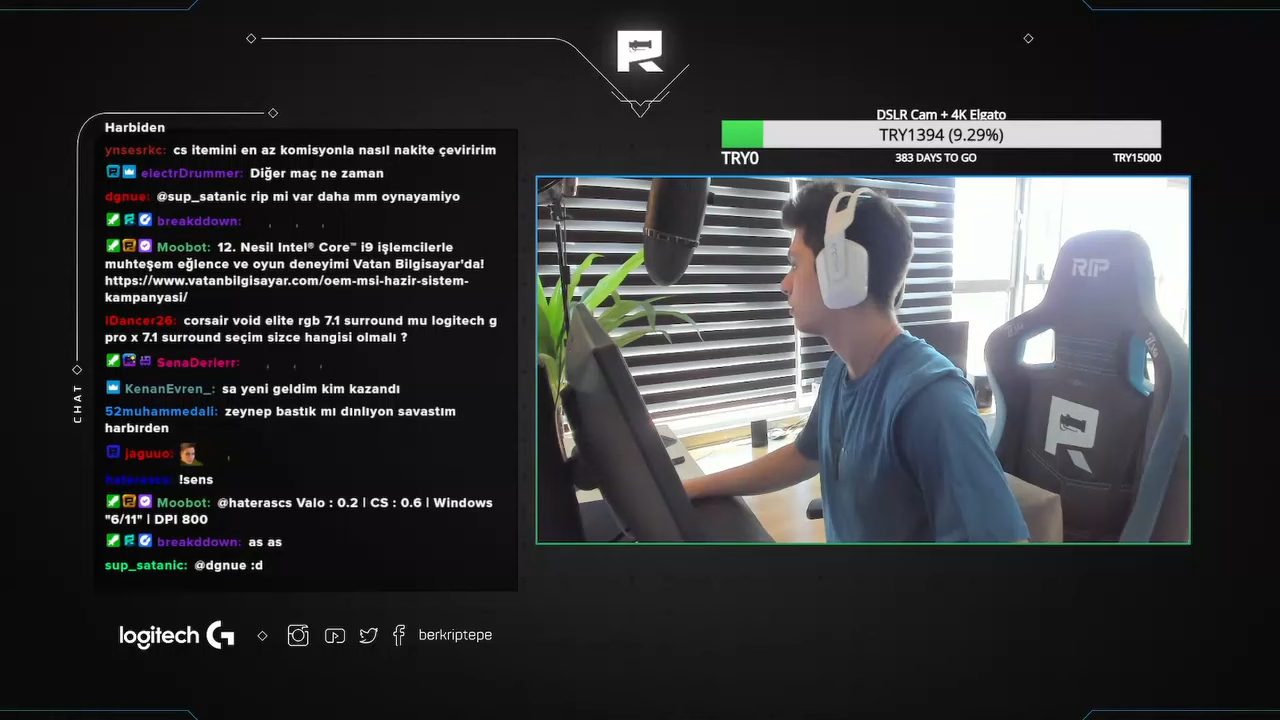 Harbiden
ynsesrkc: cs itemini en az komisyonla nasıl nakite çeviririm
electrDrummer: Diğer maç ne zaman
dgnue: @sup_satanic rip mi var daha mm oynayamiyo
breakddown:
Moobot: 12. Nesil Intel® Core™ i9 işlemcilerle
muhteşem eğlence ve oyun deneyimi Vatan Bilgisayar'da!
https://www.vatanbilgisayar.com/oem-msi-hazir-sistem-
kampanyasi/
IDancer26: corsair void elite rgb 7.1 surround mu logitech g
pro x 7.1 surround seçim sizce hangisi olmalı ?
SenaDerierr:
KenanEvren_: sa yeni geldim kim kazandı
52muhammedali: zeynep bastık mı dınlıyon savastım
harbırden
jaguuo:
haterascs: !sens
Moobot: @haterascs Valo : 0.2 | CS : 0.6 | Windows
"6/11" | DPI 800
breakddown: as as
sup_satanic: @dgnue :d
CHAT
DSLR Cam + 4K Elgato
TRY1394 (9.29%)
TRY0
383 DAYS TO GO
TRY15000
RIP
R
logitech G
berkriptepe